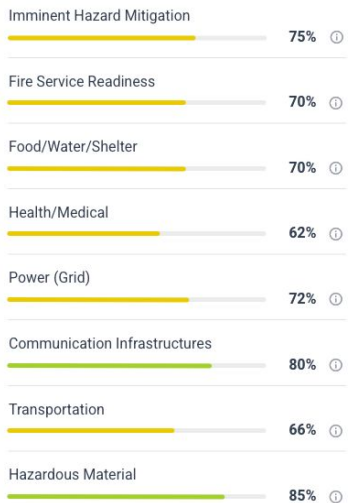 Imminent Hazard Mitigation
75%
Fire Service Readiness
70%
Food/Water/Shelter
70%
Health/Medical
62%
Power (Grid)
72%
Communication Infrastructures
80%
Transportation
66%
Hazardous Material
85%